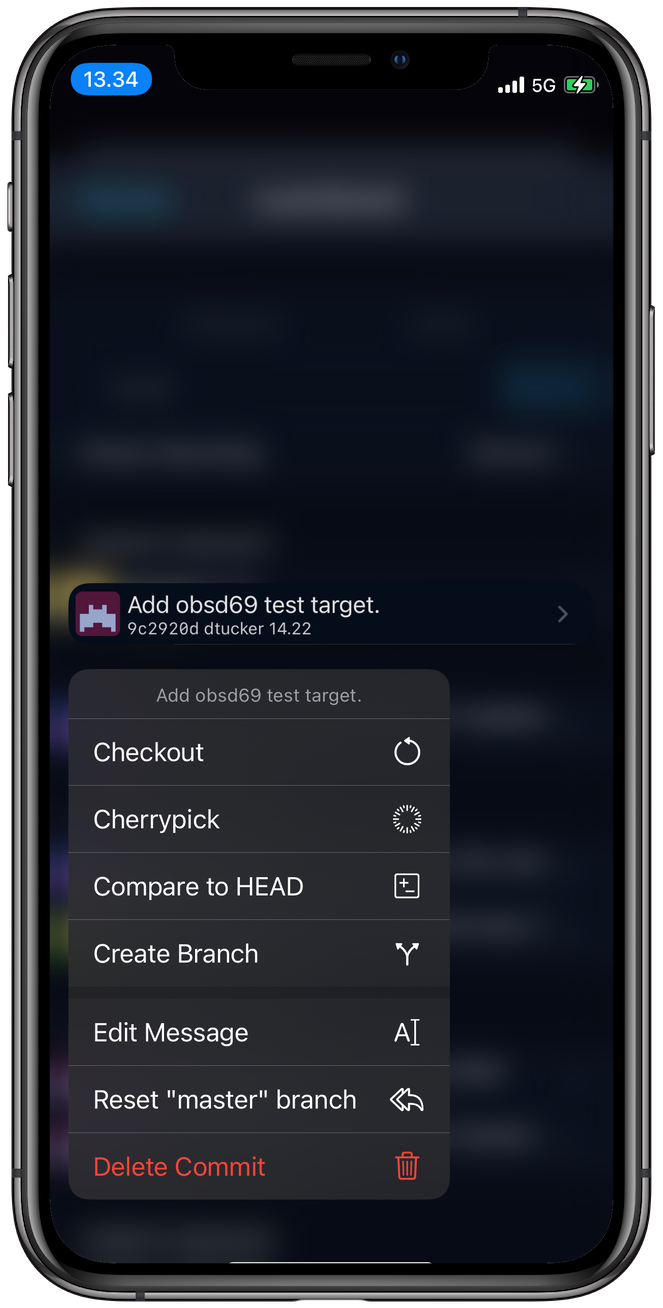 13.34
5G
Add obsd69 test target.
9c2920d dtucker 14.22
Add obsd69 test target.
Checkout
Cherrypick
Compare to HEAD
Create Branch
Edit Message
Reset "master" branch
Delete Commit